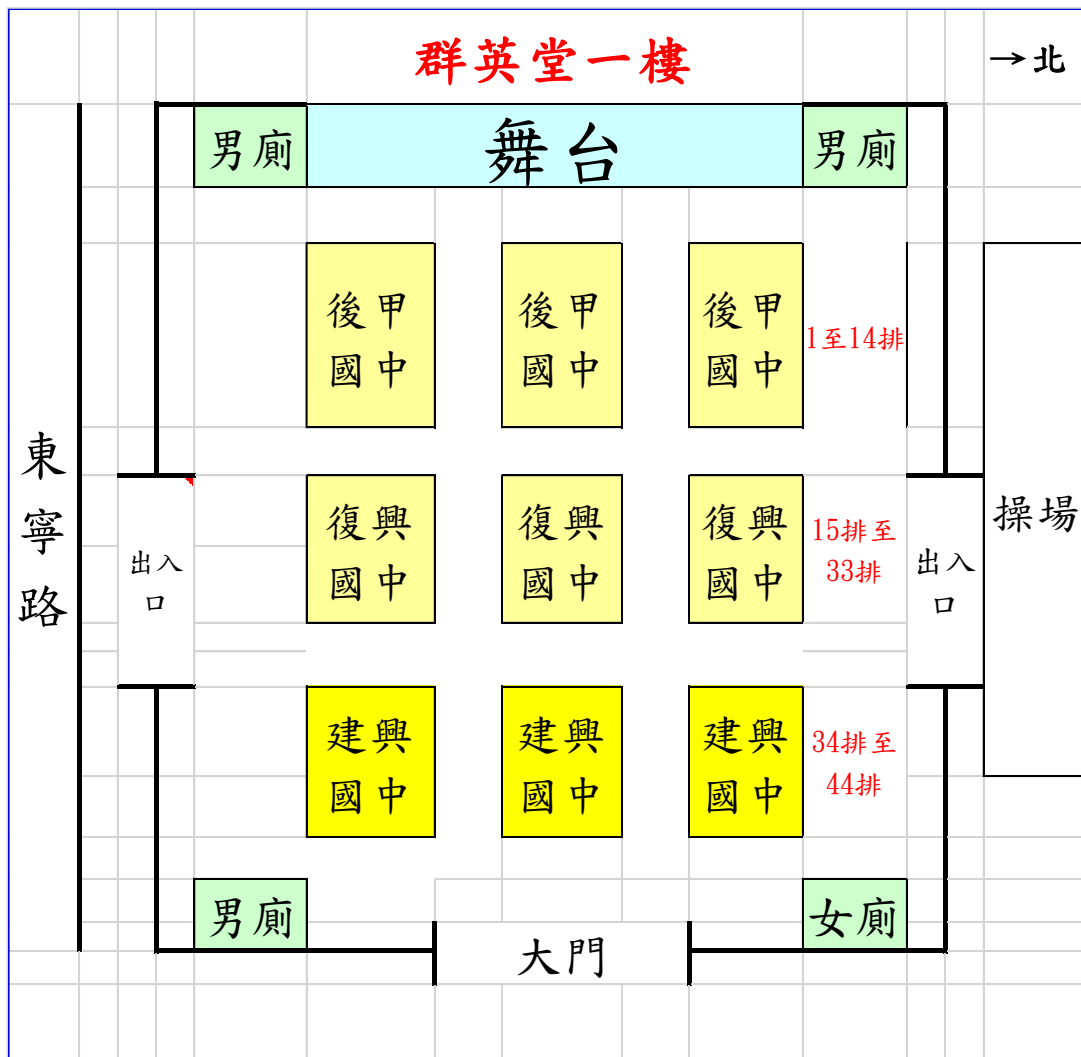 群英堂一樓
→北
男廁
舞台
男廁
後甲
國中
後甲
國中
後甲
國中
1至14排
東
寧
路
出入
口
復興
國中
復興
國中
復興
國中
15排至
33排
出入
口
操場
建興
國中
建興
國中
建興
國中
34排至
44排
男廁
大門
女廁